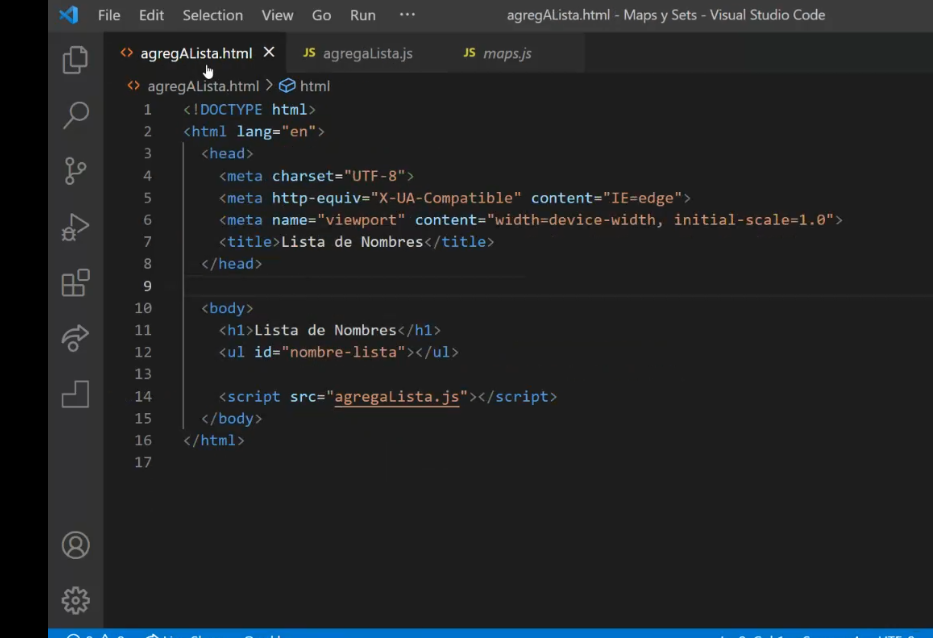 File Edit Selection View Go Run ··· agregALista.html - Maps y Sets - Visual Studio Code
<> agregALista.html × JS agregaLista.js JS maps.js
<> agregALista.html > html
1 <!DOCTYPE html>
2 <html lang="en">
3 <head>
4 <meta charset="UTF-8">
5 <meta http-equiv="X-UA-Compatible" content="IE=edge">
6 <meta name="viewport" content="width=device-width, initial-scale=1.0">
7 <title>Lista de Nombres</title>
8 </head>
9
10 <body>
11 <h1>Lista de Nombres</h1>
12 <ul id="nombre-lista"></ul>
13
14 <script src="agregaLista.js"></script>
15 </body>
16 </html>
17